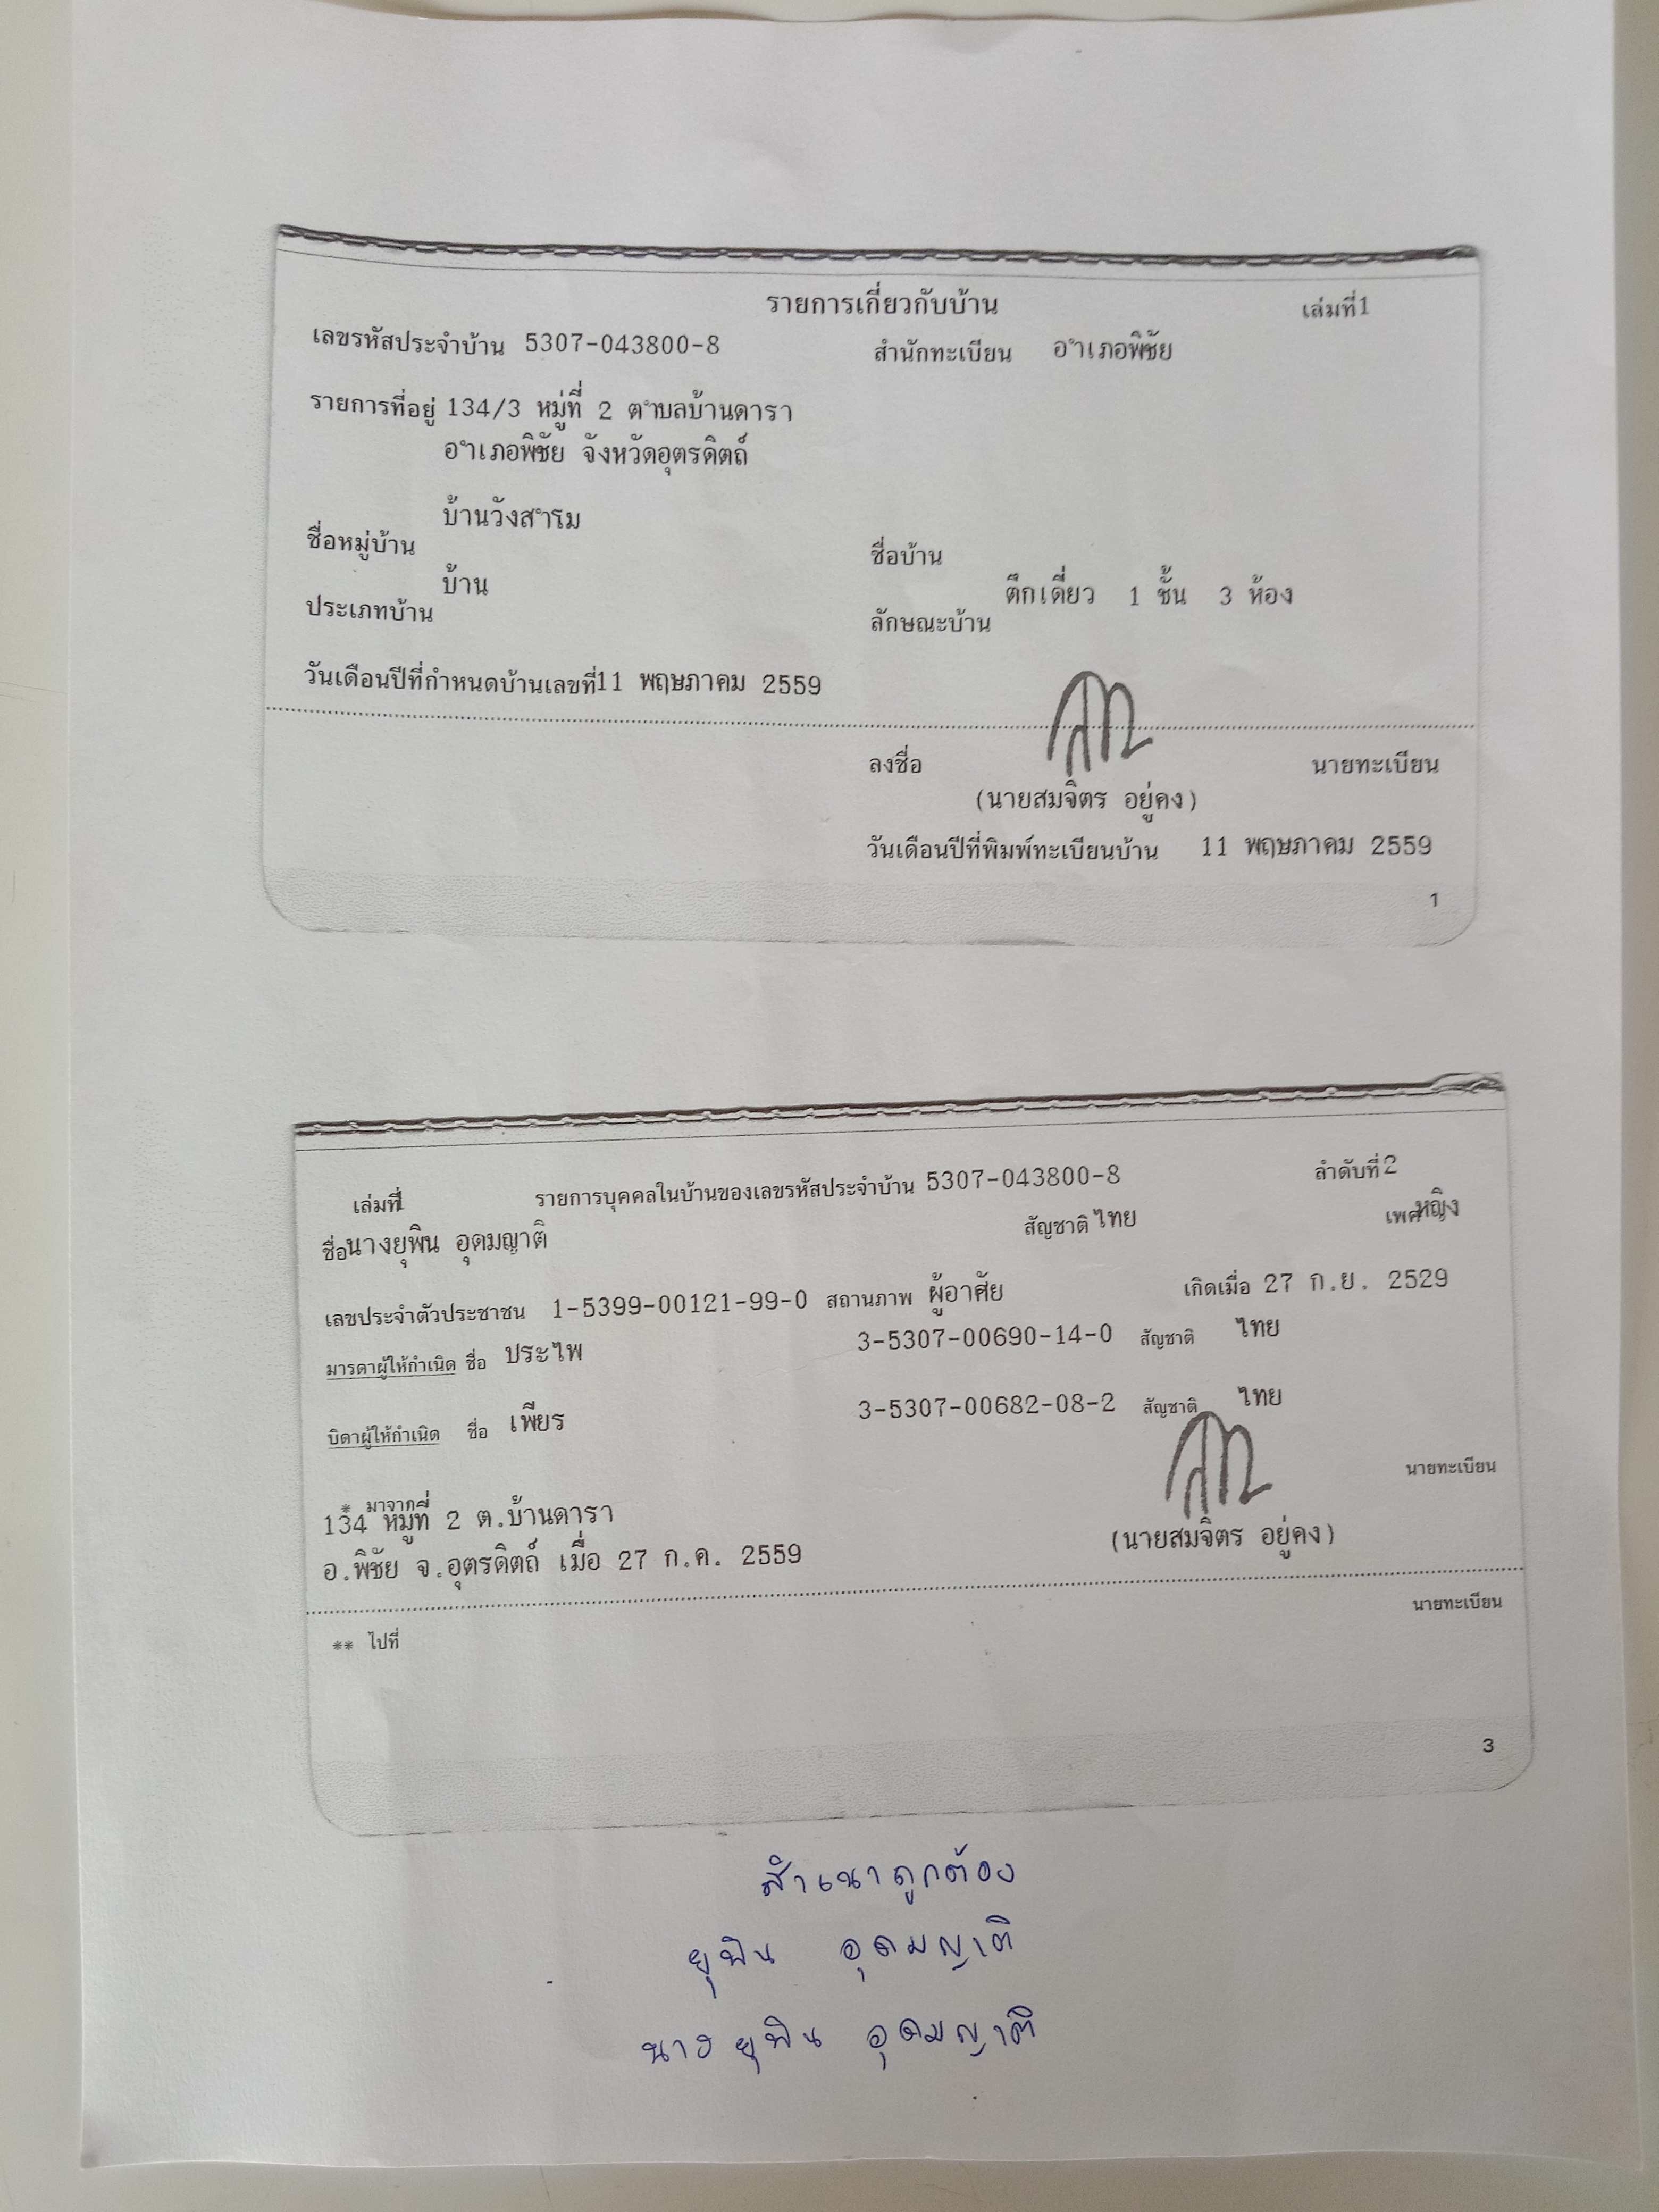 รายการเกี่ยวกับบ้าน เล่มที่ 1
เลขรหัสประจำบ้าน 5307-043800-8 สำนักทะเบียน อำเภอพิชัย
รายการที่อยู่ 134/3 หมู่ที่ 2 ตำบลบ้านดารา
อำเภอพิชัย จังหวัดอุตรดิตถ์
ชื่อหมู่บ้าน บ้านวังสำโม ชื่อบ้าน
ประเภทบ้าน บ้าน ลักษณะบ้าน ตึกเดี่ยว 1 ชั้น 3 ห้อง
วันเดือนปีที่กำหนดบ้านเลขที่ 11 พฤษภาคม 2559
ลงชื่อ นายทะเบียน
(นายสมจิตร อยู่คง)
วันเดือนปีที่พิมพ์ทะเบียนบ้าน 11 พฤษภาคม 2559
1
เล่มที่ 1 รายการบุคคลในบ้านของเลขรหัสประจำบ้าน 5307-043800-8 ลำดับที่ 2
ชื่อ นางยุพิน อุดมญาติ สัญชาติ ไทย เพศ หญิง
เลขประจำตัวประชาชน 1-5399-00121-99-0 สถานภาพ ผู้อาศัย เกิดเมื่อ 27 ก.ย. 2529
มารดาผู้ให้กำเนิด ชื่อ ประไพ 3-5307-00690-14-0 สัญชาติ ไทย
บิดาผู้ให้กำเนิด ชื่อ เพียร 3-5307-00682-08-2 สัญชาติ ไทย
* มาจาก นายทะเบียน
134 หมู่ที่ 2 ต.บ้านดารา
อ.พิชัย จ.อุตรดิตถ์ เมื่อ 27 ก.ค. 2559 (นายสมจิตร อยู่คง)
** ไปที่ นายทะเบียน
3
สำเนาถูกต้อง
ยุพิน อุดมญาติ
นางยุพิน อุดมญาติ